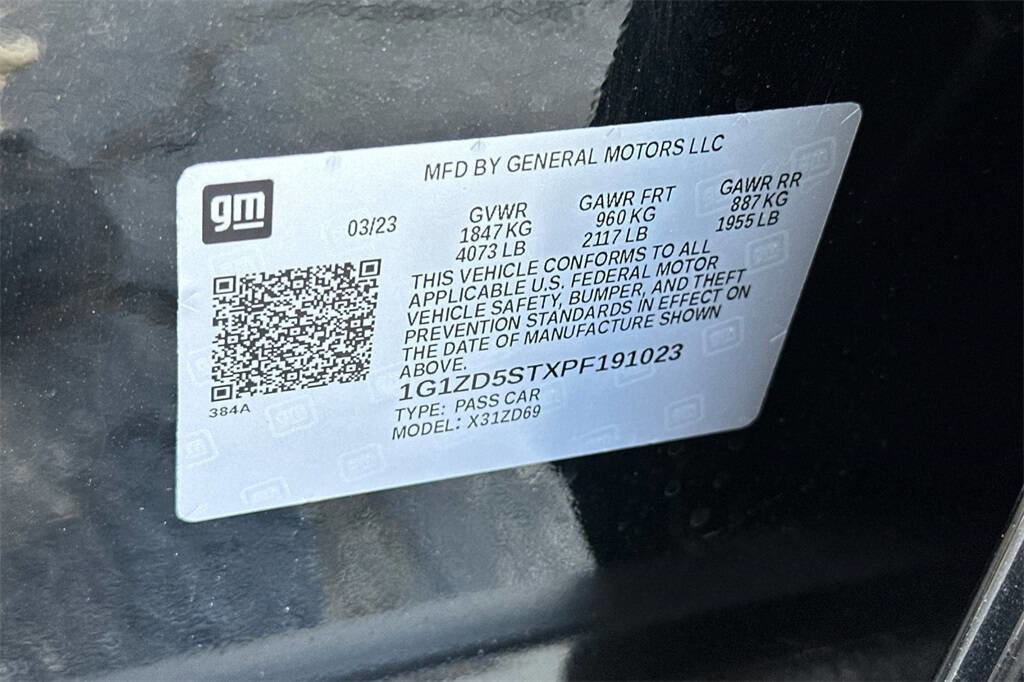 MFD BY GENERAL MOTORS LLC
gm
03/23
GVWR
1847 KG
4073 LB
GAWR FRT
960 KG
2117 LB
GAWR RR
887 KG
1955 LB
THIS VEHICLE CONFORMS TO ALL
APPLICABLE U.S. FEDERAL MOTOR
VEHICLE SAFETY, BUMPER, AND THEFT
PREVENTION STANDARDS IN EFFECT ON
THE DATE OF MANUFACTURE SHOWN
ABOVE.
1G1ZD5STXPF191023
TYPE: PASS CAR
MODEL: X31ZD69
384A